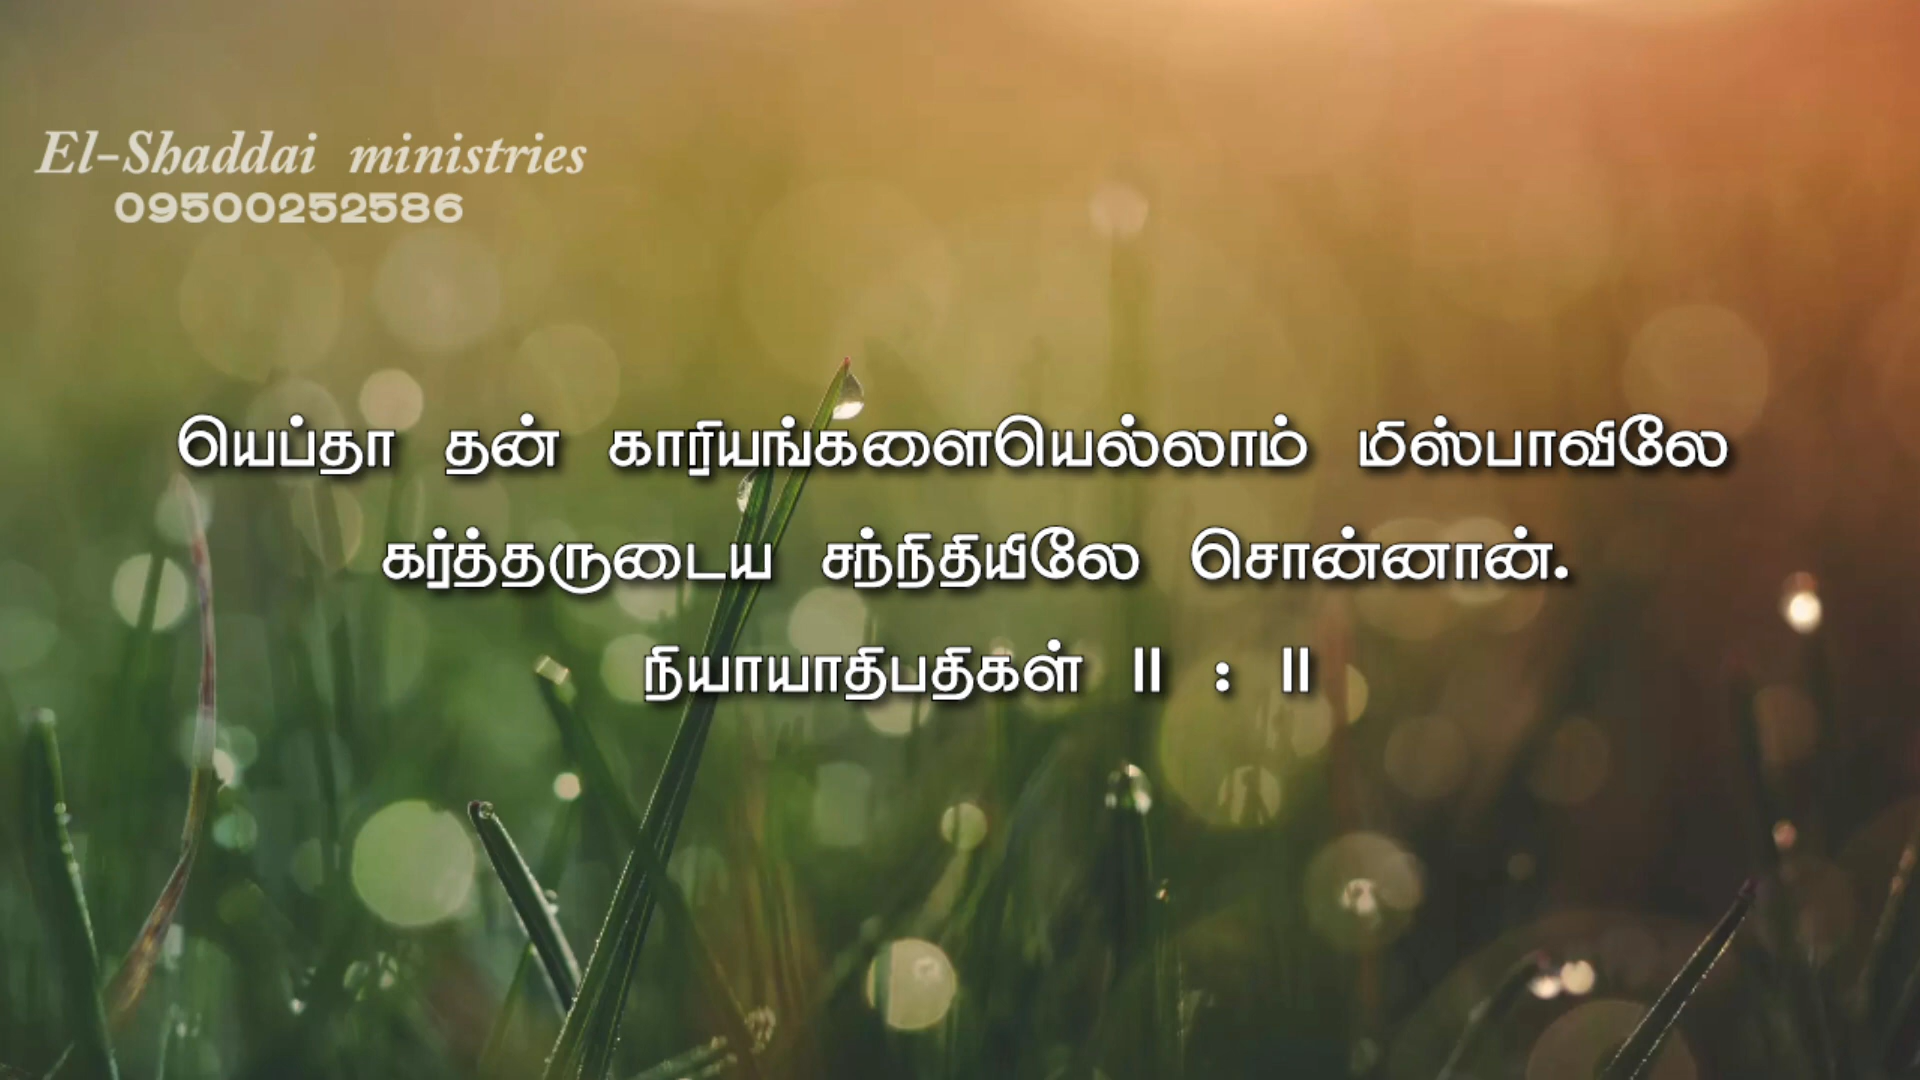 El-Shaddai ministries
09500252586
யெப்தா தன் காரியங்களையெல்லாம் மிஸ்பாவிலே
கர்த்தருடைய சந்நிதியிலே சொன்னான்.
நியாயாதிபதிகள் 11 : 11